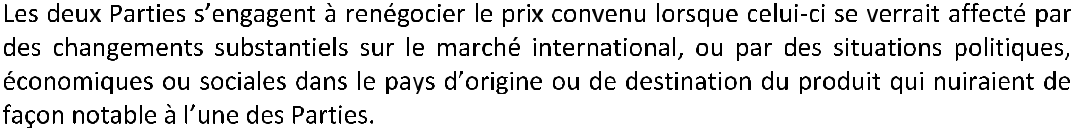 Les deux Parties s’engagent à renégocier le prix convenu lorsque celui-ci se verrait affecté par
des changements substantiels sur le marché international, ou par des situations politiques,
économiques ou sociales dans le pays d’origine ou de destination du produit qui nuiraient de
façon notable à l’une des Parties.